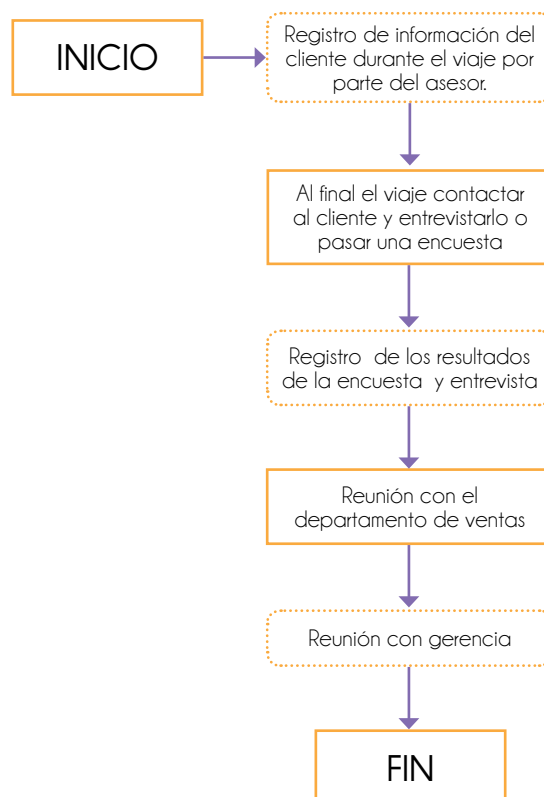 INICIO
Registro de información del
cliente durante el viaje por
parte del asesor.
Al final el viaje contactar
al cliente y entrevistarlo o
pasar una encuesta
Registro de los resultados
de la encuesta y entrevista
Reunión con el
departamento de ventas
Reunión con gerencia
FIN